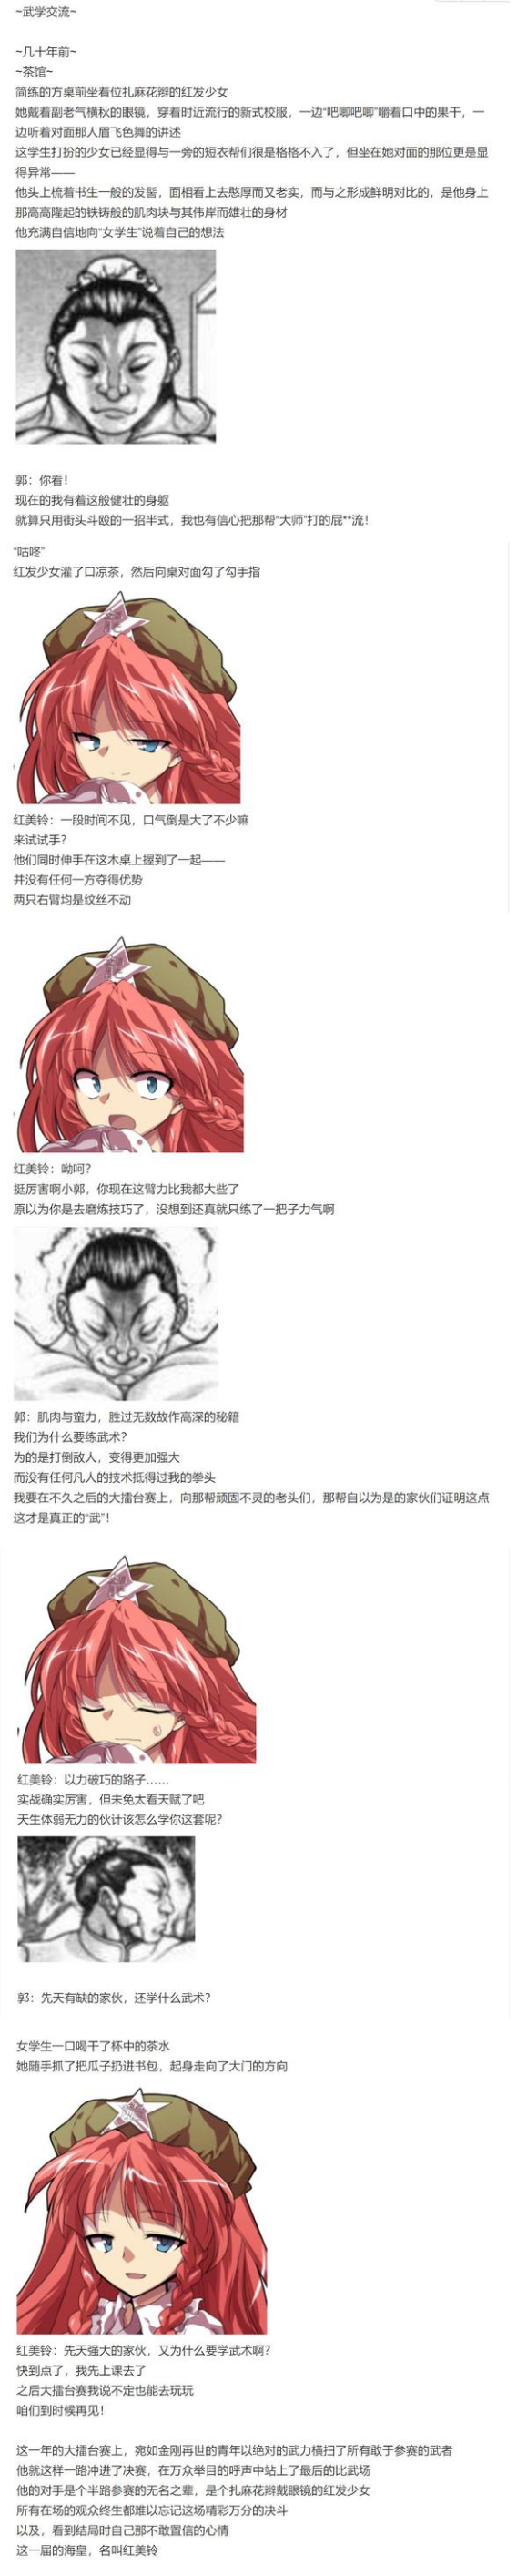 ~武学交流~
~几十年前~
~茶馆~
简练的方桌前坐着位扎麻花辫的红发少女
她戴着副老气横秋的眼镜，穿着时近流行的新式校服，一边“吧唧吧唧”嚼着口中的果干，一
边听着对面那人眉飞色舞的讲述
这学生打扮的少女已经显得与一旁的短衣帮们很是格格不入了，但坐在她对面的那位更是显
得异常——
他头上梳着书生一般的发髻，面相看上去憨厚而又老实，而与之形成鲜明对比的，是他身上
那高高隆起的铁铸般的肌肉块与其伟岸而雄壮的身材
他充满自信地向“女学生”说着自己的想法
郭：你看！
现在的我有着这般健壮的身躯
就算只用街头斗殴的一招半式，我也有信心把那帮“大师”打的屁**流！
“咕咚”
红发少女灌了口凉茶，然后向桌对面勾了勾手指
红美铃：一段时间不见，口气倒是大了不少嘛
来试试手？
他们同时伸手在这木桌上握到了一起——
并没有任何一方夺得优势
两只右臂均是纹丝不动
红美铃：呦呵？
挺厉害啊小郭，你现在这臂力比我都大些了
原以为你是去磨炼技巧了，没想到还真就只练了一把子力气啊
郭：肌肉与蛮力，胜过无数故作高深的秘籍
我们为什么要练武术？
为的是打倒敌人，变得更加强大
而没有任何凡人的技术抵得过我的拳头
我要在不久之后的大擂台赛上，向那帮顽固不灵的老头们，那帮自以为是的家伙们证明这点
这才是真正的“武”！
红美铃：以力破巧的路子……
实战确实厉害，但未免太看天赋了吧
天生体弱无力的伙计该怎么学你这套呢？
郭：先天有缺的家伙，还学什么武术？
女学生一口喝干了杯中的茶水
她随手抓了把瓜子扔进书包，起身走向了大门的方向
红美铃：先天强大的家伙，又为什么要学武术啊？
快到点了，我先上课去了
之后大擂台赛我说不定也能去玩玩
咱们到时候再见！
这一年的大擂台赛上，宛如金刚再世的青年以绝对的武力横扫了所有敢于参赛的武者
他就这样一路冲进了决赛，在万众举目的呼声中站上了最后的比武场
他的对手是个半路参赛的无名之辈，是个扎麻花辫戴眼镜的红发少女
所有在场的观众终生都难以忘记这场精彩万分的决斗
以及，看到结局时自己那不敢置信的心情
这一届的海皇，名叫红美铃